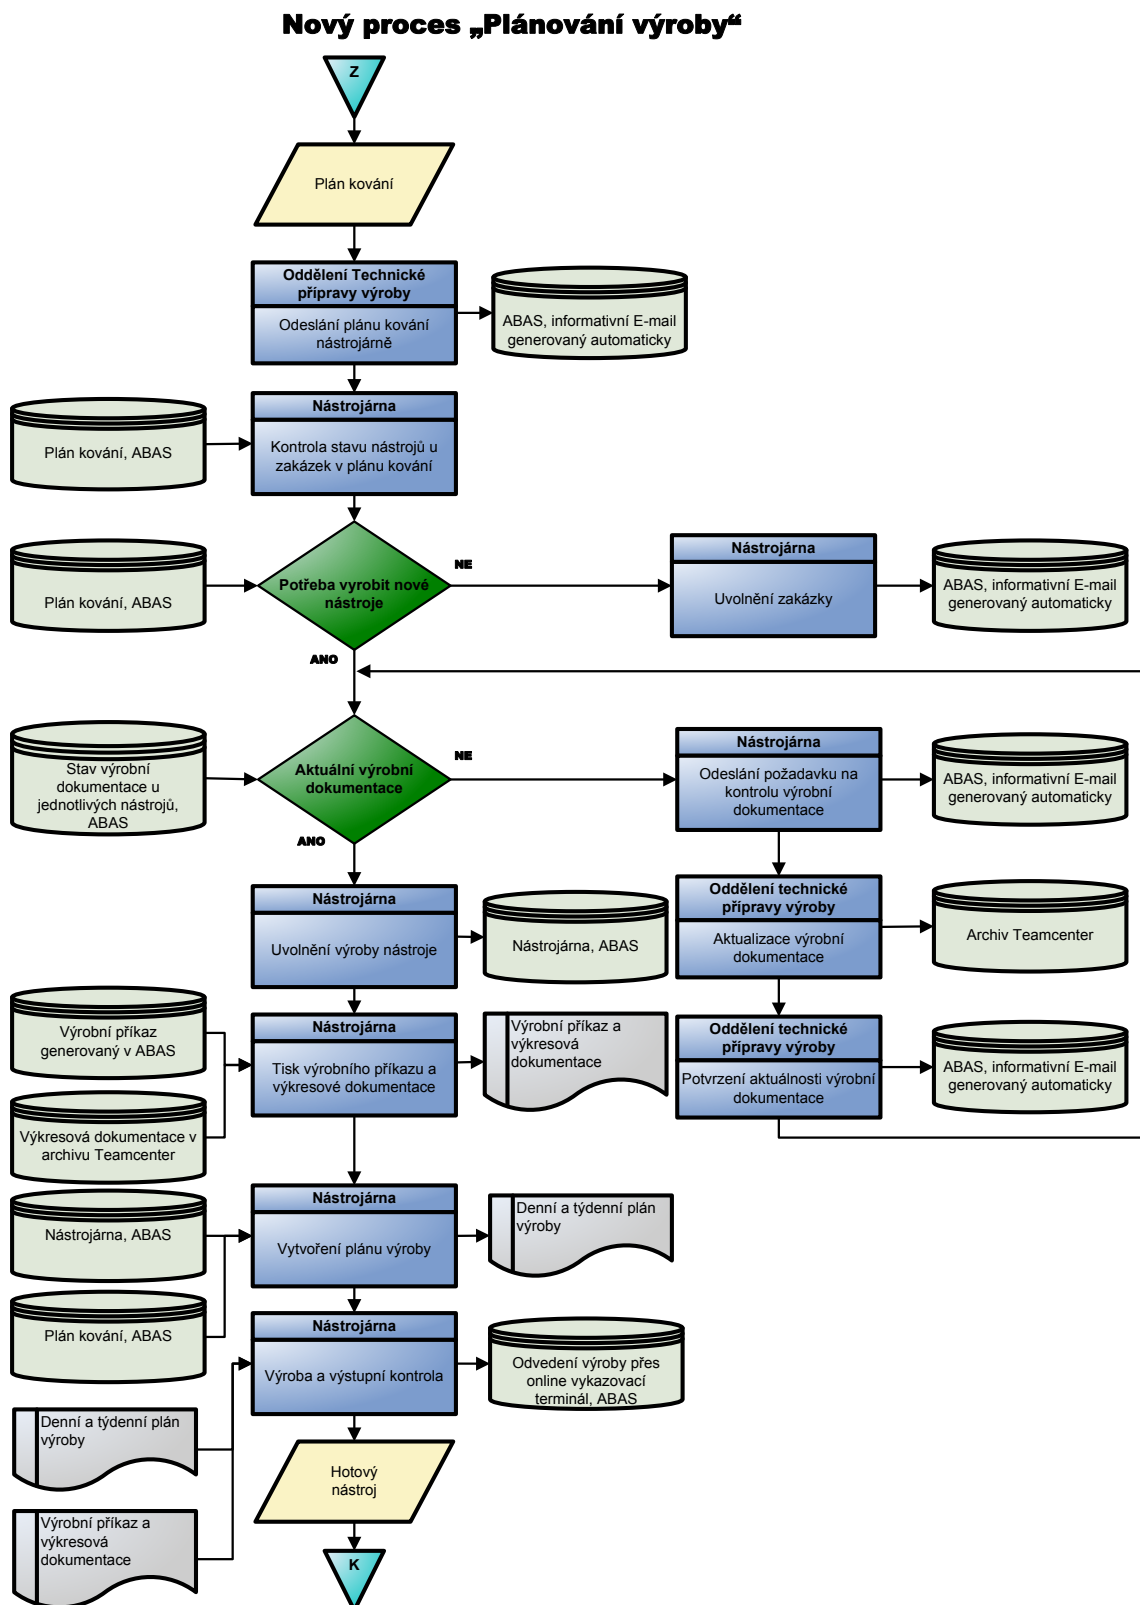 Nový proces „Plánování výroby“
Z
Plán kování
Oddělení Technické
přípravy výroby
Odeslání plánu kování
nástrojárně
ABAS, informativní E-mail
generovaný automaticky
Plán kování, ABAS
Nástrojárna
Kontrola stavu nástrojů u
zakázek v plánu kování
Plán kování, ABAS
Potřeba vyrobit nové
nástroje
NE
Nástrojárna
Uvolnění zakázky
ABAS, informativní E-mail
generovaný automaticky
ANO
Stav výrobní
dokumentace u
jednotlivých nástrojů,
ABAS
Aktuální výrobní
dokumentace
NE
Nástrojárna
Odeslání požadavku na
kontrolu výrobní
dokumentace
ABAS, informativní E-mail
generovaný automaticky
ANO
Nástrojárna
Uvolnění výroby nástroje
Nástrojárna, ABAS
Oddělení technické
přípravy výroby
Aktualizace výrobní
dokumentace
Archiv Teamcenter
Výrobní příkaz
generovaný v ABAS
Nástrojárna
Tisk výrobního příkazu a
výkresové dokumentace
Výrobní příkaz a
výkresová
dokumentace
Oddělení technické
přípravy výroby
Potvrzení aktuálnosti výrobní
dokumentace
ABAS, informativní E-mail
generovaný automaticky
Výkresová dokumentace v
archivu Teamcenter
Nástrojárna, ABAS
Nástrojárna
Vytvoření plánu výroby
Denní a týdenní plán
výroby
Plán kování, ABAS
Nástrojárna
Výroba a výstupní kontrola
Odvedení výroby přes
online vykazovací
terminál, ABAS
Denní a týdenní plán
výroby
Hotový
nástroj
Výrobní příkaz a
výkresová
dokumentace
K